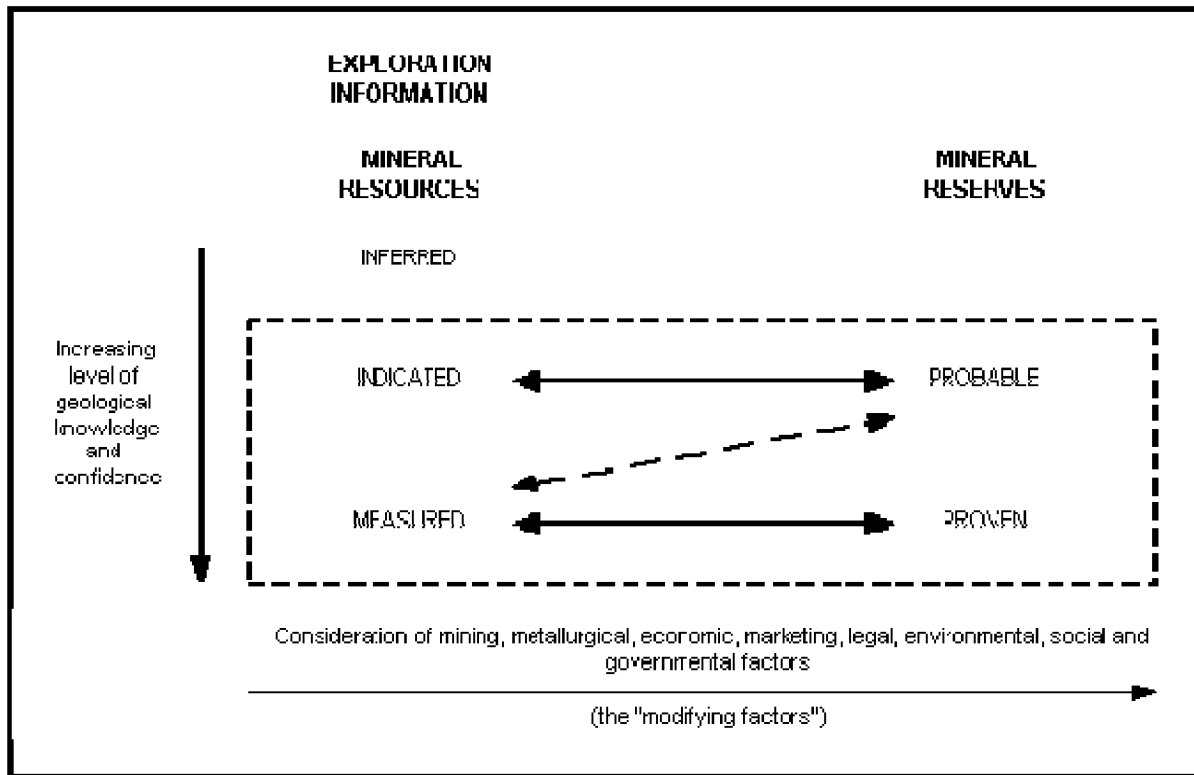 EXPLORATION
INFORMATION
MINERAL
RESOURCES
MINERAL
RESERVES
INFERRED
Increasing
level of
geological
knowledge
and
confidence
INDICATED
PROBABLE
MEASURED
PROVEN
Consideration of mining, metallurgical, economic, marketing, legal, environmental, social and
governmental factors
(the "modifying factors")